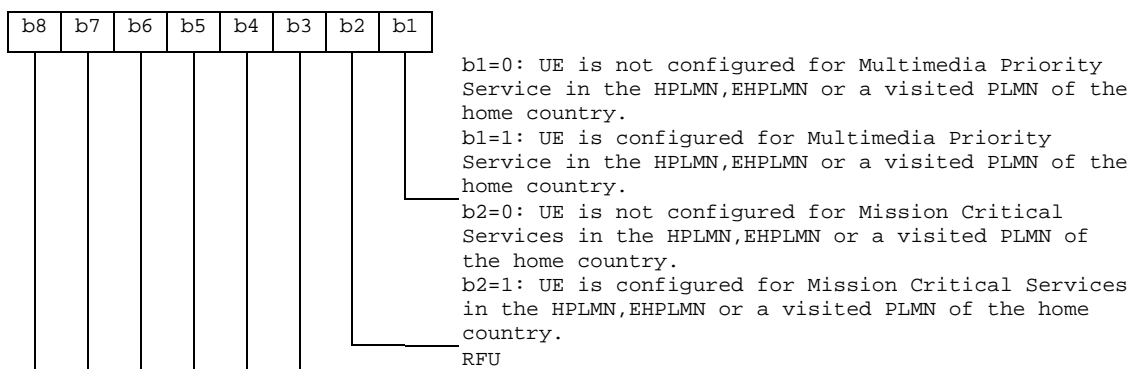 b8 b7 b6 b5 b4 b3 b2 b1
b1=0: UE is not configured for Multimedia Priority
Service in the HPLMN,EHPLMN or a visited PLMN of the
home country.
b1=1: UE is configured for Multimedia Priority
Service in the HPLMN,EHPLMN or a visited PLMN of the
home country.
b2=0: UE is not configured for Mission Critical
Services in the HPLMN,EHPLMN or a visited PLMN of
the home country.
b2=1: UE is configured for Mission Critical Services
in the HPLMN,EHPLMN or a visited PLMN of the home
country.
RFU